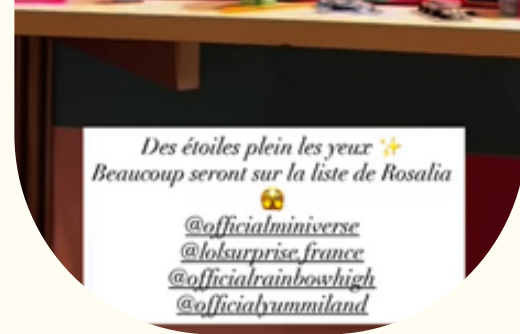 Des étoiles plein les yeux ✨
Beaucoup seront sur la liste de Rosalia
🫣
@officialminiverse
@lolsurprise.france
@officialrainbowhigh
@officialyummiland